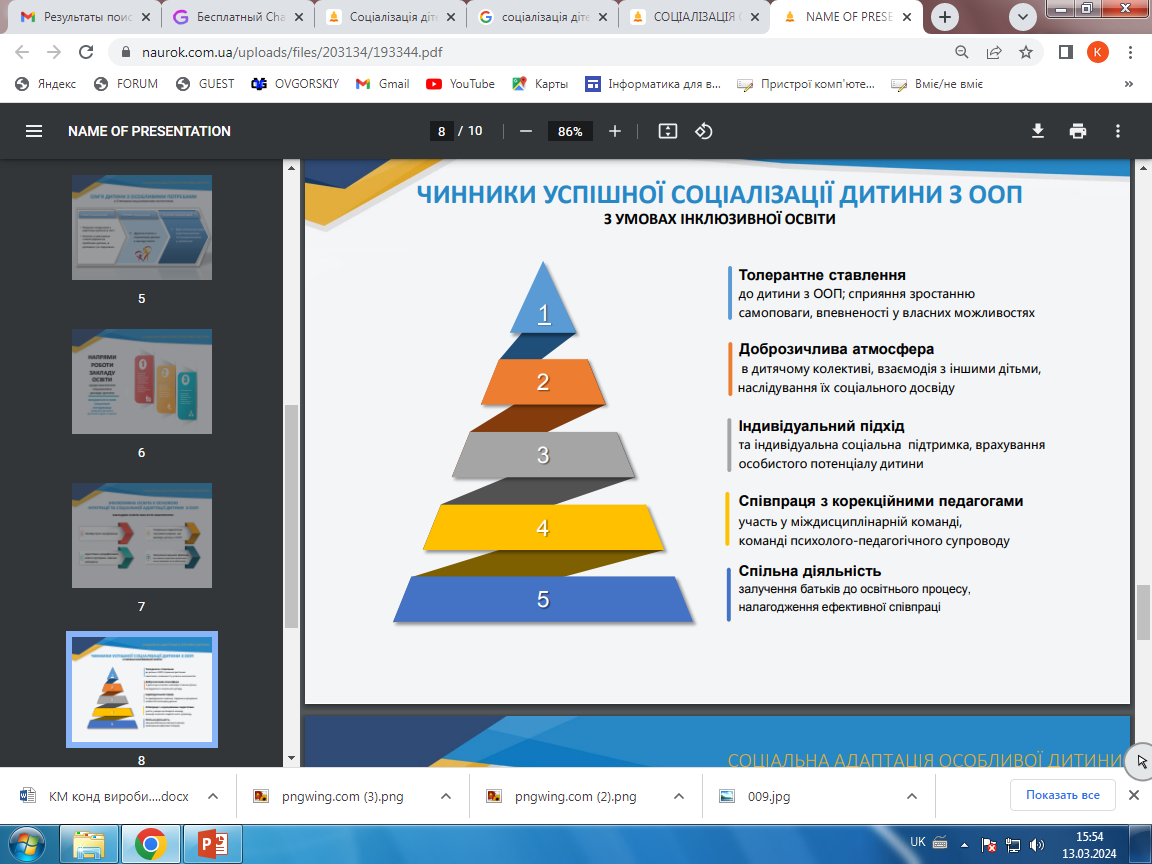 Результаты поис
Бесплатный Cha
Соціалізація діт
соціалізація діте
СОЦІАЛІЗАЦІЯ
NAME OF PRESE
naurok.com.ua/uploads/files/203134/193344.pdf
K
Яндекс
FORUM
GUEST
OVGORSKIY
Gmail
YouTube
Карты
Інформатика для в...
Пристрої комп'юте...
Вміє/не вміє
»
NAME OF PRESENTATION
8 / 10
86%
5
НАПРЯМИ
РОБОТИ
ЗАКЛАДУ
ОСВІТИ
6
7
8
ЧИННИКИ УСПІШНОЇ СОЦІАЛІЗАЦІЇ ДИТИНИ З ООП
З УМОВАХ ІНКЛЮЗИВНОЇ ОСВІТИ
1
Толерантне ставлення
до дитини з ООП; сприяння зростанню
самоповаги, впевненості у власних можливостях
2
Доброзичлива атмосфера
в дитячому колективі, взаємодія з іншими дітьми,
наслідування їх соціального досвіду
3
Індивідуальний підхід
та індивідуальна соціальна підтримка, врахування
особистого потенціалу дитини
4
Співпраця з корекційними педагогами
участь у міждисциплінарній команді,
команді психолого-педагогічного супроводу
5
Спільна діяльність
залучення батьків до освітнього процесу,
налагодження ефективної співпраці
СОЦІАЛЬНА АДАПТАЦІЯ ОСОБЛИВОЇ ДИТИНИ
КМ конд вироби....docx
pngwing.com (3).png
pngwing.com (2).png
009.jpg
Показать все
UK
15:54
13.03.2024